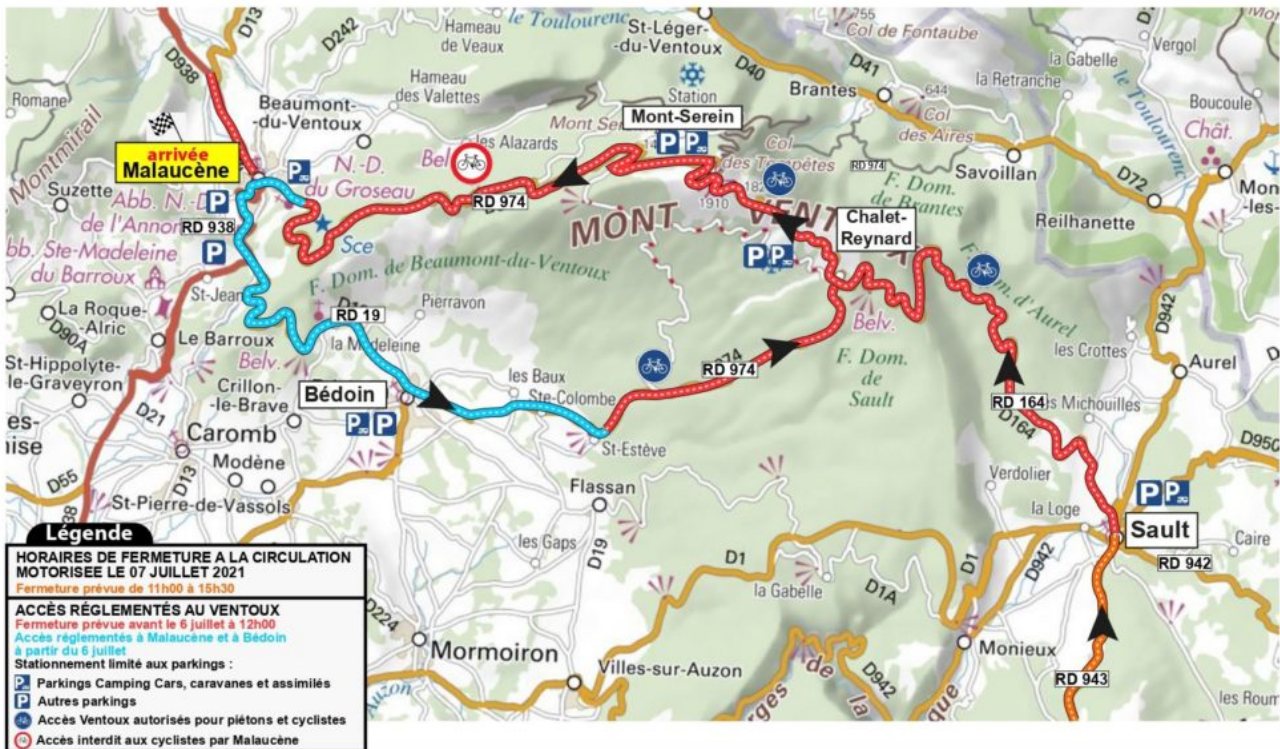 D13
D242
Hameau
de Veaux
le Toulourenc
St-Léger-
du-Ventoux
755
Col de Fontaube
Vergol
la Gabelle
la Retranche
D938
D40
D41
Brantes
le Toulourenc
Romane
Hameau
des Valettes
Beaumont-
du-Ventoux
Station
Mont-Serein
644
Col
des Aires
Boucoule
Chât.
Montmirail
arrivée
Malaucène
les Alazards
Col
des Tempêtes
RD 974
Savoillan
D72
Suzette
N.-D.
du Groseau
RD 974
1910
MONT VENTOUX
F. Dom.
de Brantes
Reilhanette
RD 938
Abb. Ste-Madeleine
du Barroux
Sce
Chalet-
Reynard
F. Dom. de Beaumont-du-Ventoux
St-Jean
RD 19
Pierravon
La Roque-
-Alric
D90A
Le Barroux
la Madeleine
Belv.
Belv.
D942
les Crottes
Aurel
St-Hippolyte-
le-Graveyron
Crillon-
-le-Brave
Bédoin
les Baux
Ste-Colombe
RD 974
F. Dom.
de
Sault
RD 164
D164
les Michouilles
D21
Caromb
Modène
St-Estève
D950
D55
D13
St-Pierre-de-Vassols
Flassan
Verdolier
la Loge
Sault
Caire
les Gaps
D19
D1
D1
D942
RD 942
la Gabelle
D1A
D224
Mormoiron
Villes-sur-Auzon
D942
Monieux
RD 943
Auzon
Légende
HORAIRES DE FERMETURE A LA CIRCULATION
MOTORISEE LE 07 JUILLET 2021
Fermeture prévue de 11h00 à 15h30
ACCÈS RÉGLEMENTÉS AU VENTOUX
Fermeture prévue avant le 6 juillet à 12h00
Accès réglementés à Malaucène et à Bédoin
à partir du 6 juillet
Stationnement limité aux parkings :
P Parkings Camping Cars, caravanes et assimilés
P Autres parkings
Accès Ventoux autorisés pour piétons et cyclistes
Accès interdit aux cyclistes par Malaucène